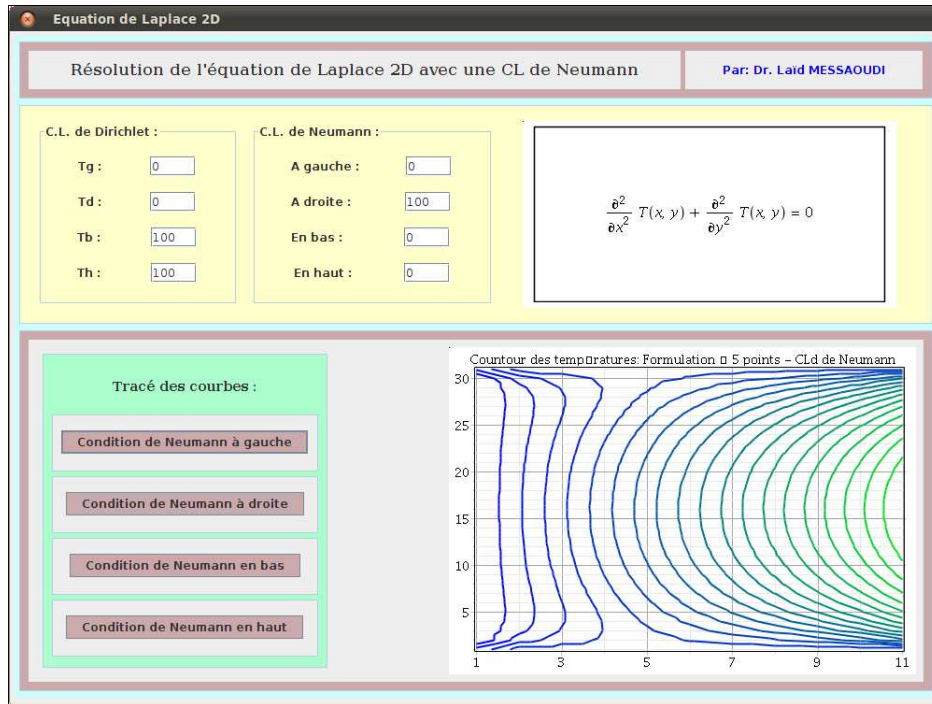 Equation de Laplace 2D
Résolution de l'équation de Laplace 2D avec une CL de Neumann
Par: Dr. Laïd MESSAOUDI
C.L. de Dirichlet :
Tg : 0
Td : 0
Tb : 100
Th : 100
C.L. de Neumann :
A gauche : 0
A droite : 100
En bas : 0
En haut : 0
∂²/∂x² T(x, y) + ∂²/∂y² T(x, y) = 0
Tracé des courbes :
Condition de Neumann à gauche
Condition de Neumann à droite
Condition de Neumann en bas
Condition de Neumann en haut
Countour des temp□ratures: Formulation □ 5 points – CLd de Neumann
30
25
20
15
10
5
1 3 5 7 9 11